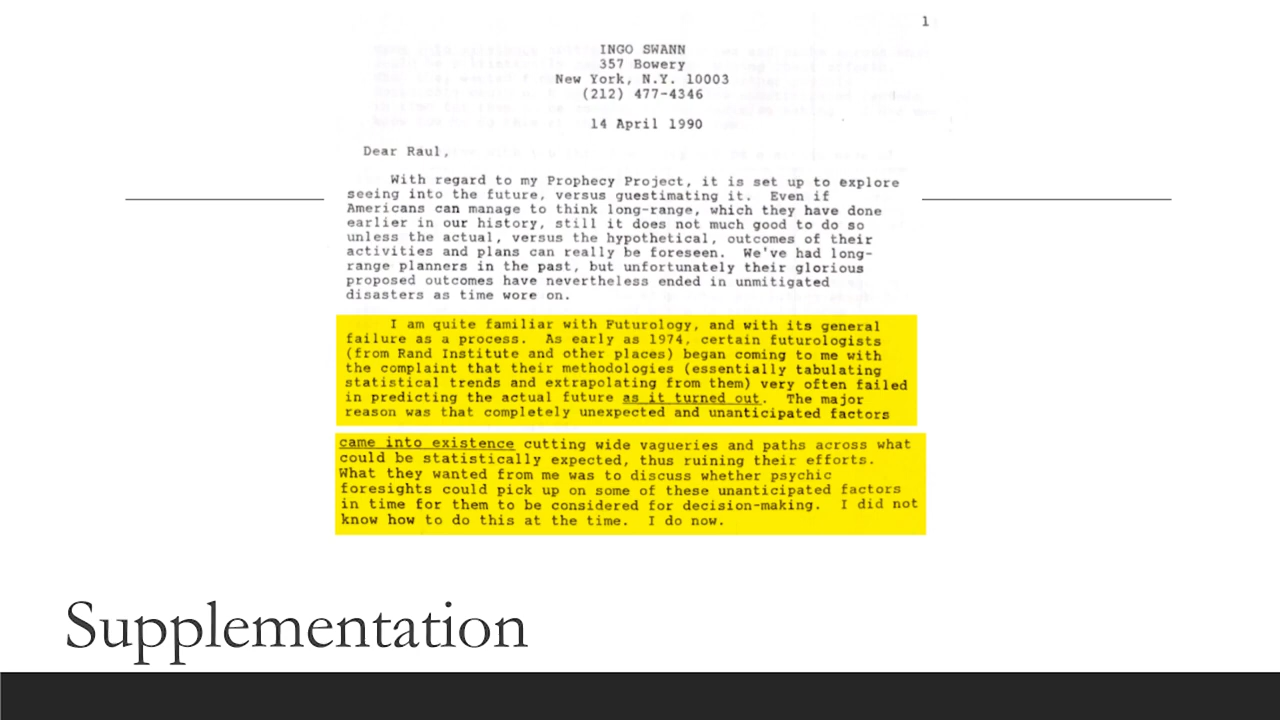 1
INGO SWANN
357 Bowery
New York, N.Y. 10003
(212) 477-4346
14 April 1990
Dear Raul,
With regard to my Prophecy Project, it is set up to explore
seeing into the future, versus guestimating it.  Even if
Americans can manage to think long-range, which they have done
earlier in our history, still it does not much good to do so
unless the actual, versus the hypothetical, outcomes of their
activities and plans can really be foreseen.  We've had long-
range planners in the past, but unfortunately their glorious
proposed outcomes have nevertheless ended in unmitigated
disasters as time wore on.
I am quite familiar with Futurology, and with its general
failure as a process.  As early as 1974, certain futurologists
(from Rand Institute and other places) began coming to me with
the complaint that their methodologies (essentially tabulating
statistical trends and extrapolating from them) very often failed
in predicting the actual future as it turned out.  The major
reason was that completely unexpected and unanticipated factors
came into existence cutting wide vagueries and paths across what
could be statistically expected, thus ruining their efforts.
What they wanted from me was to discuss whether psychic
foresights could pick up on some of these unanticipated factors
in time for them to be considered for decision-making.  I did not
know how to do this at the time.  I do now.
Supplementation